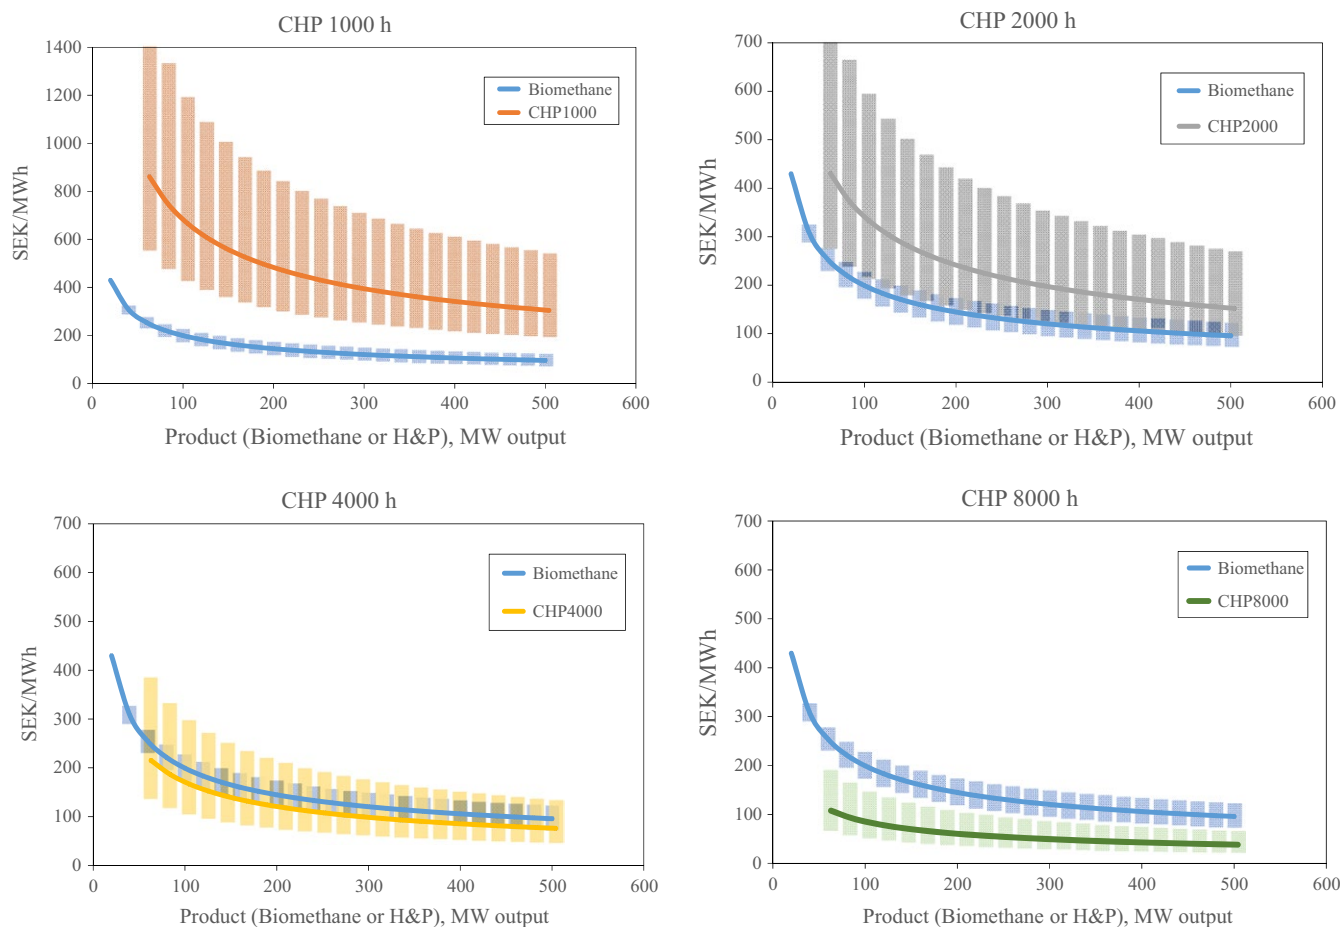 CHP 1000 h
1400
1200
1000
800
600
400
200
0
SEK/MWh
Biomethane
CHP1000
0 100 200 300 400 500 600
Product (Biomethane or H&P), MW output
CHP 2000 h
700
600
500
400
300
200
100
0
SEK/MWh
Biomethane
CHP2000
0 100 200 300 400 500 600
Product (Biomethane or H&P), MW output
CHP 4000 h
700
600
500
400
300
200
100
0
SEK/MWh
Biomethane
CHP4000
0 100 200 300 400 500 600
Product (Biomethane or H&P), MW output
CHP 8000 h
700
600
500
400
300
200
100
0
SEK/MWh
Biomethane
CHP8000
0 100 200 300 400 500 600
Product (Biomethane or H&P), MW output